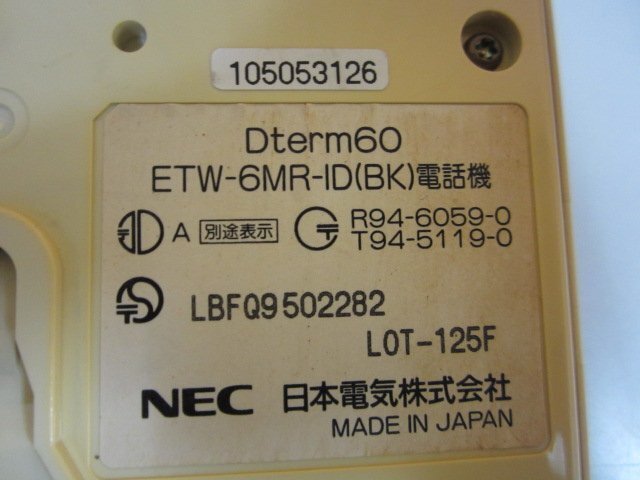 105053126
Dterm60
ETW-6MR-ID(BK)電話機
A 別途表示 R94-6059-0
T94-5119-0
LBFQ9502282
LOT-125F
NEC 日本電気株式会社
MADE IN JAPAN